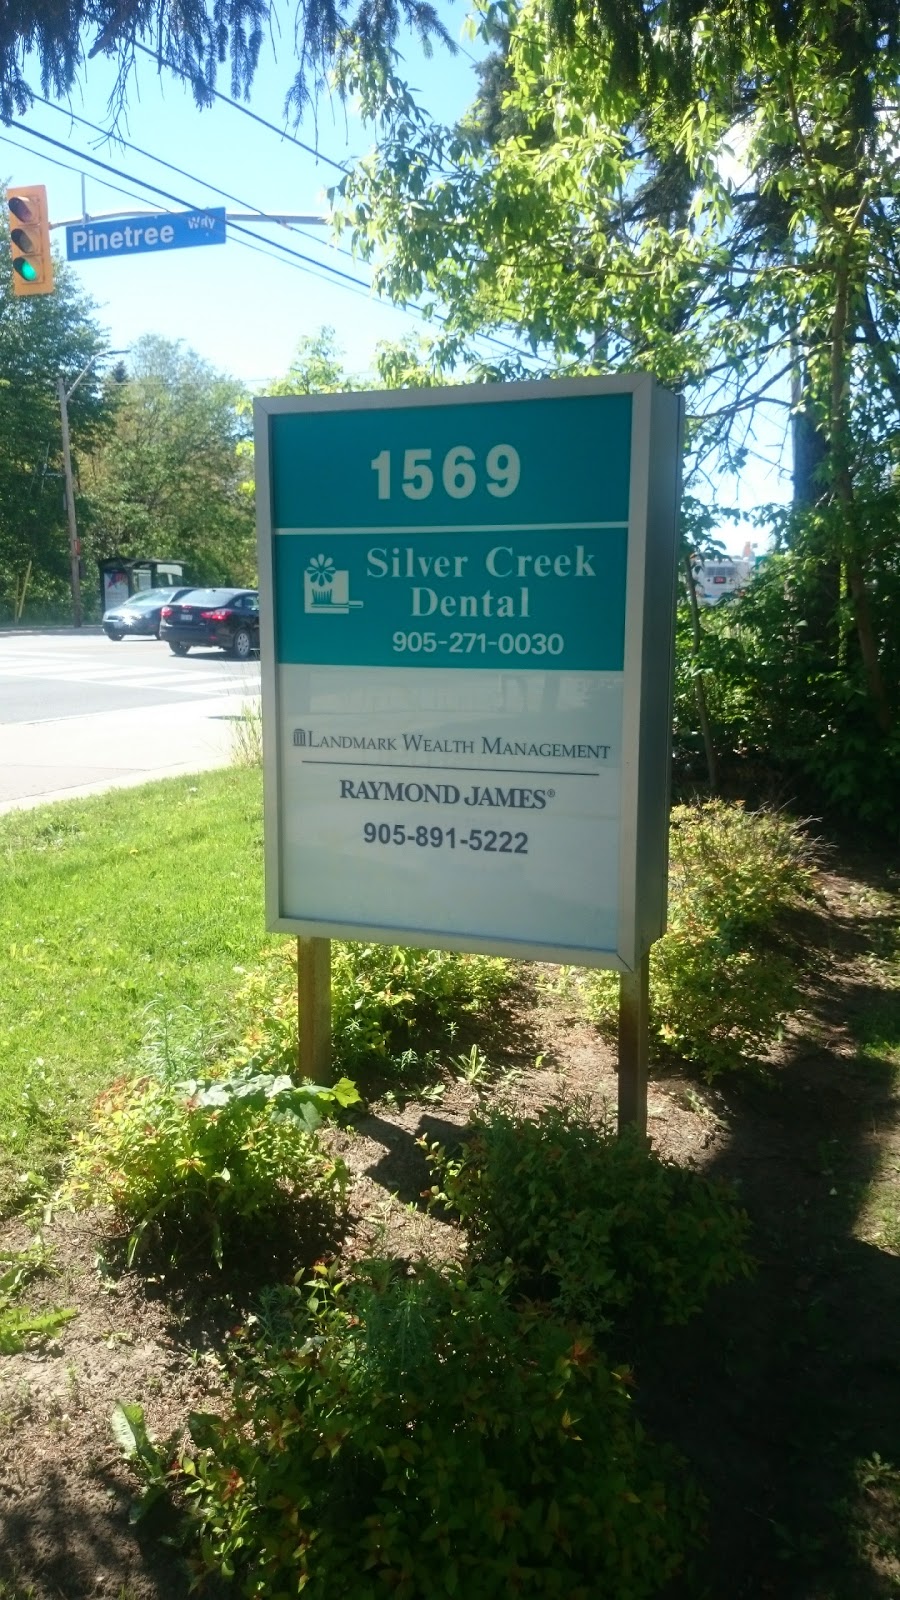 Pinetree Way
1569
Silver Creek
Dental
905-271-0030
LANDMARK WEALTH MANAGEMENT
RAYMOND JAMES®
905-891-5222